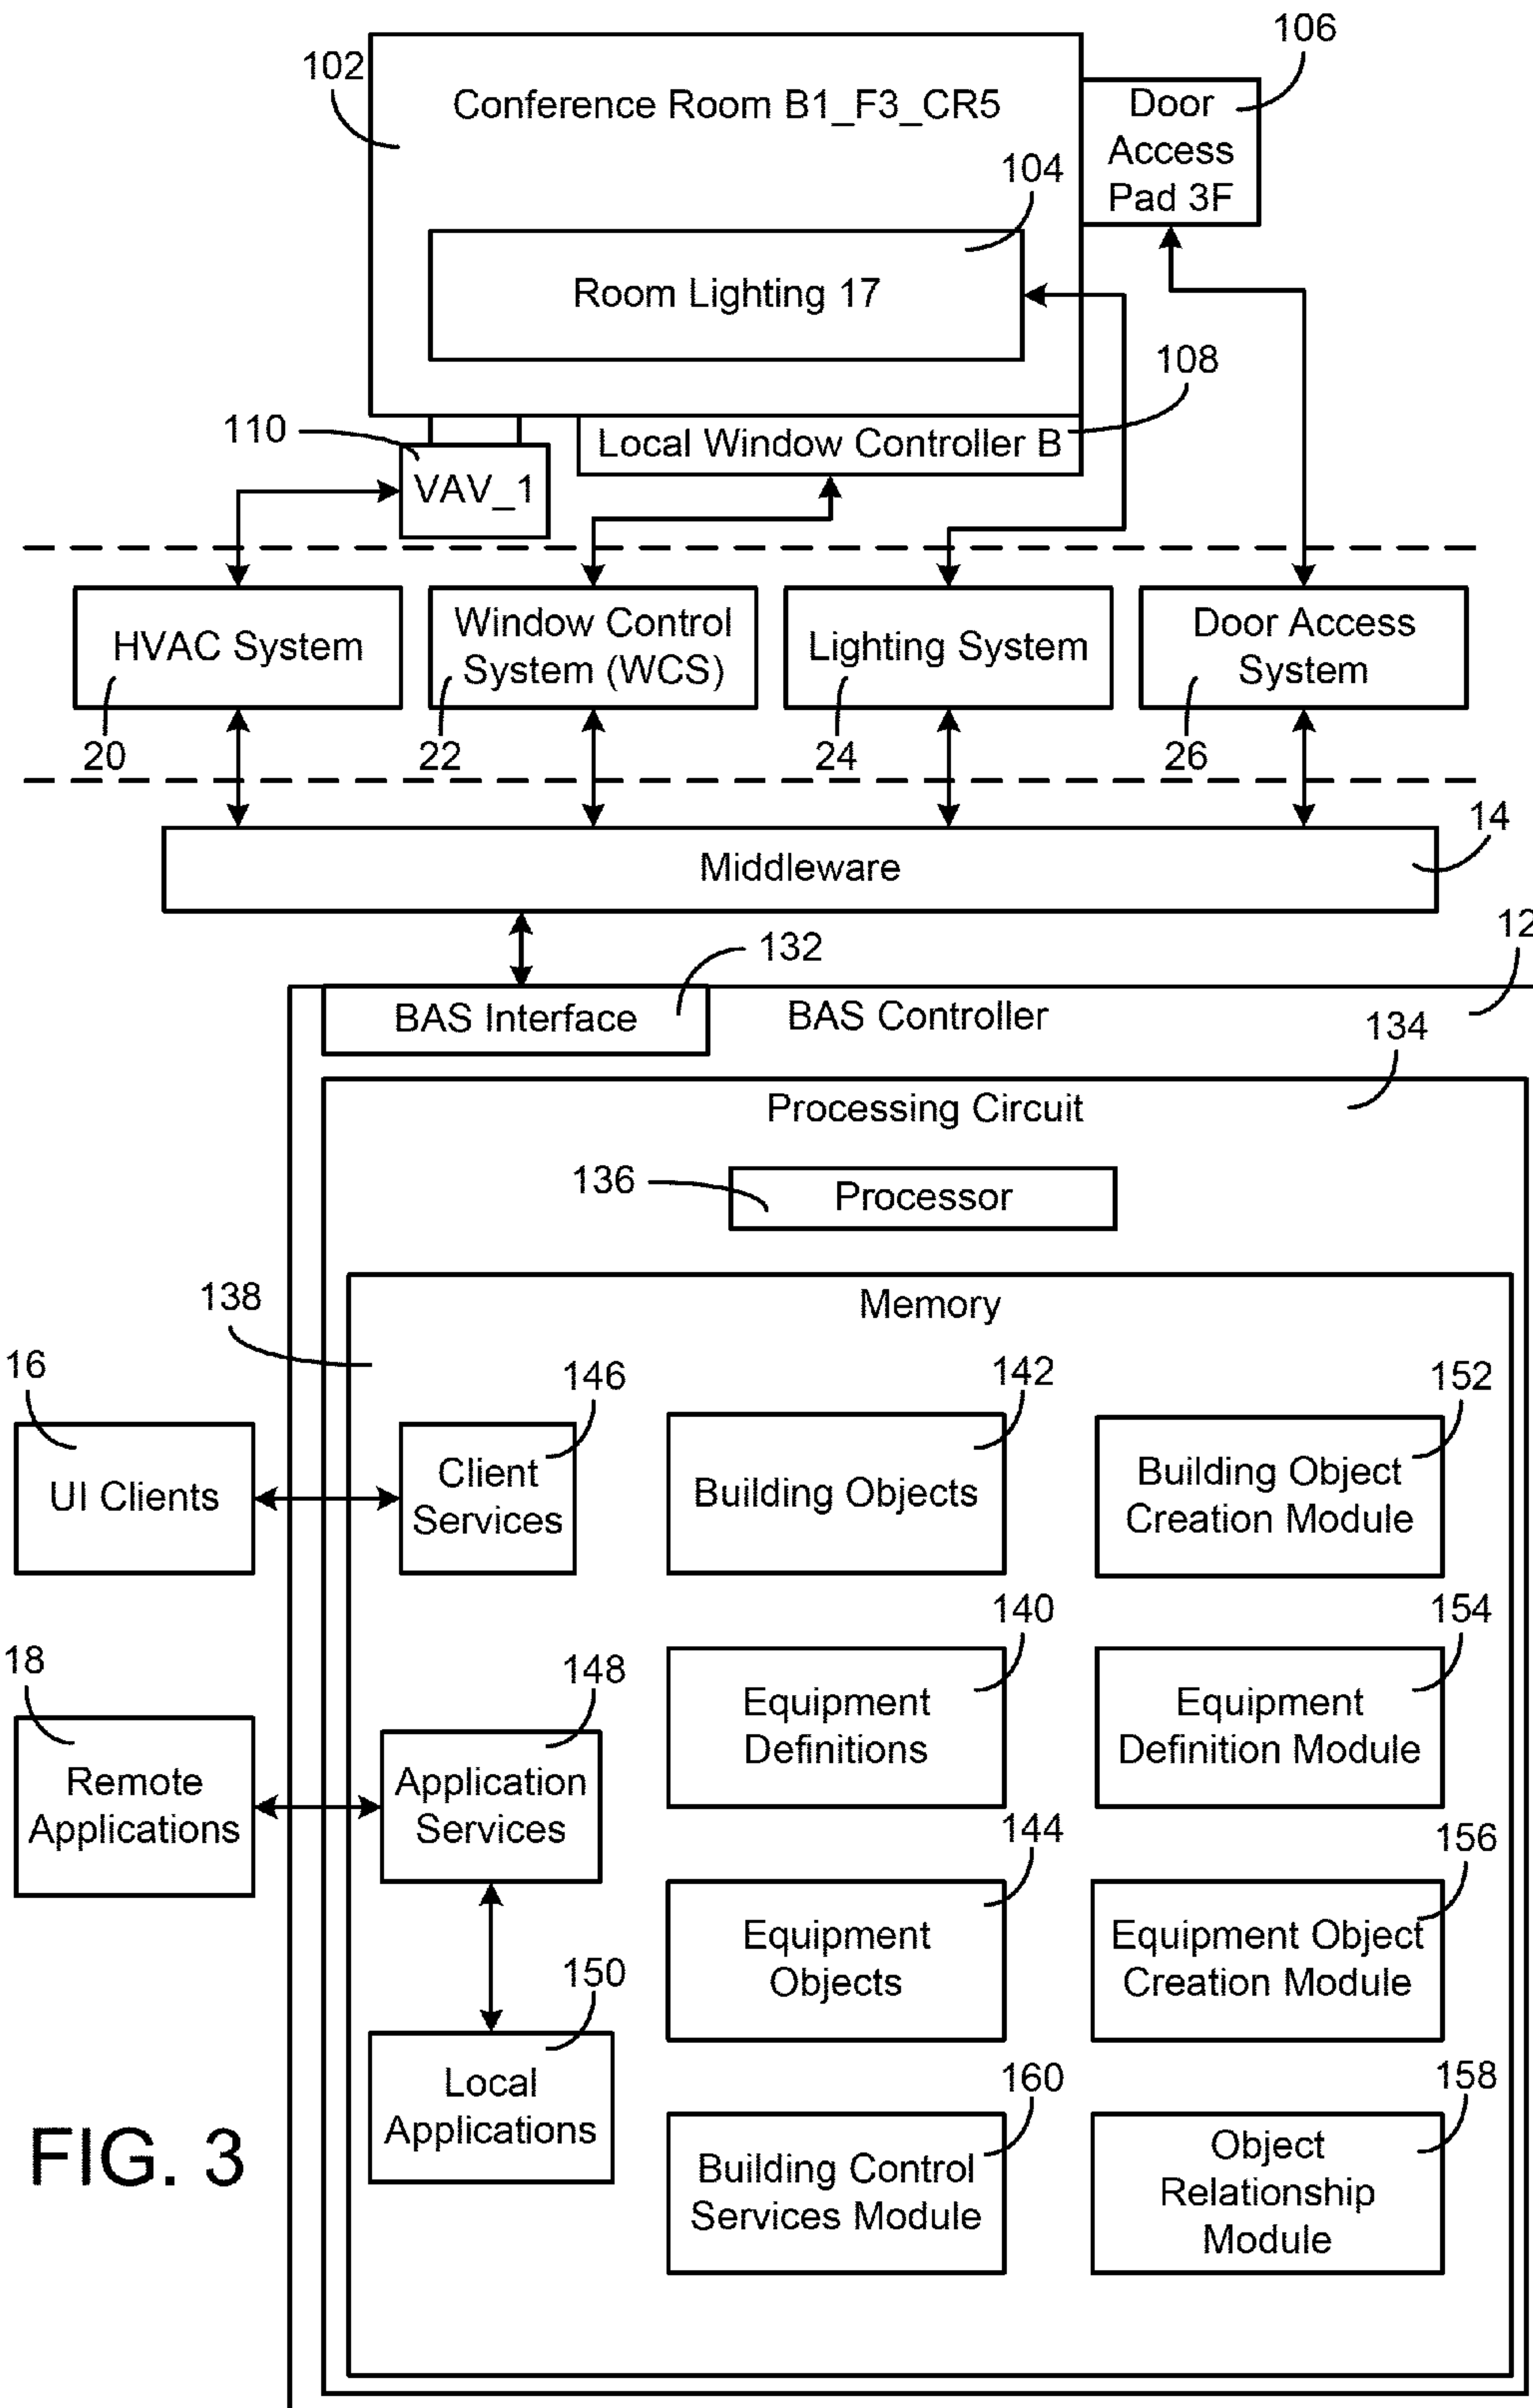 106
102
Conference Room B1_F3_CR5
Door
Access
Pad 3F
104
Room Lighting 17
108
110
Local Window Controller B
VAV_1
HVAC System
Window Control
System (WCS)
Lighting System
Door Access
System
20
22
24
26
14
Middleware
12
132
BAS Interface
BAS Controller
134
Processing Circuit
136
Processor
138
Memory
16
146
142
152
UI Clients
Client
Services
Building Objects
Building Object
Creation Module
140
154
18
148
Equipment
Definitions
Equipment
Definition Module
Remote
Applications
Application
Services
144
156
Equipment
Objects
Equipment Object
Creation Module
150
Local
Applications
160
158
Building Control
Services Module
Object
Relationship
Module
FIG. 3